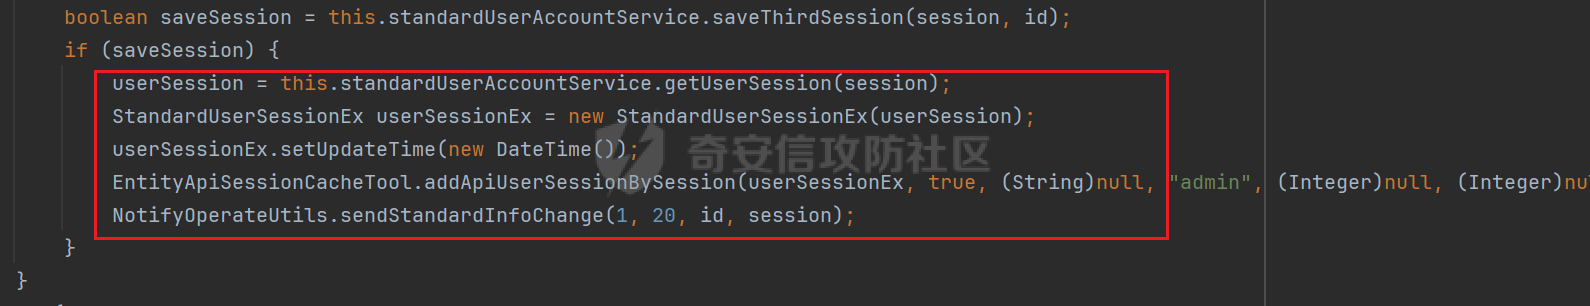 boolean saveSession = this.standardUserAccountService.saveThirdSession(session, id);
if (saveSession) {
userSession = this.standardUserAccountService.getUserSession(session);
StandardUserSessionEx userSessionEx = new StandardUserSessionEx(userSession);
userSessionEx.setUpdateTime(new DateTime());
奇安信攻防社区
EntityApiSessionCacheTool.addApiUserSessionBySession(userSessionEx, true, (String)null, "admin", (Integer)null, (Integer)nul
NotifyOperateUtils.sendStandardInfoChange(1, 20, id, session);
}
}